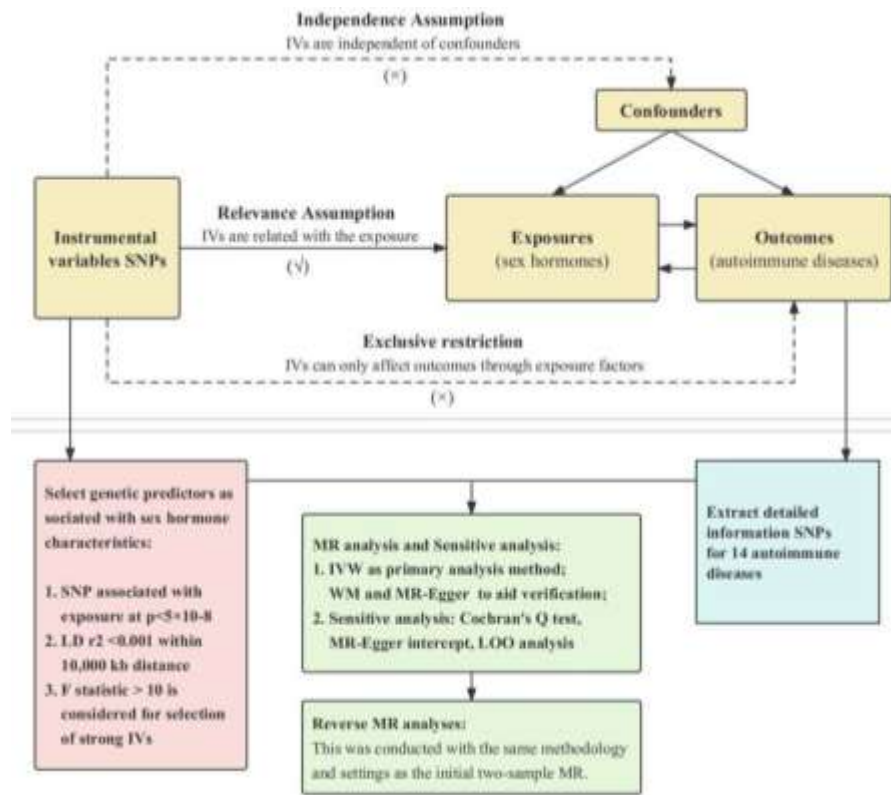 Independence Assumption
IVs are independent of confounders
(×)
Confounders
Instrumental
variables SNPs
Relevance Assumption
IVs are related with the exposure
(√)
Exposures
(sex hormones)
Outcomes
(autoimmune diseases)
Exclusive restriction
IVs can only affect outcomes through exposure factors
(×)
Select genetic predictors as
sociated with sex hormone
characteristics:
1. SNP associated with
exposure at p<5×10-8
2. LD r2 <0.001 within
10,000 kb distance
3. F statistic > 10 is
considered for selection
of strong IVs
MR analysis and Sensitive analysis:
1. IVW as primary analysis method;
WM and MR-Egger to aid verification;
2. Sensitive analysis: Cochran's Q test,
MR-Egger intercept, LOO analysis
Extract detailed
information SNPs
for 14 autoimmune
diseases
Reverse MR analyses:
This was conducted with the same methodology
and settings as the initial two-sample MR.